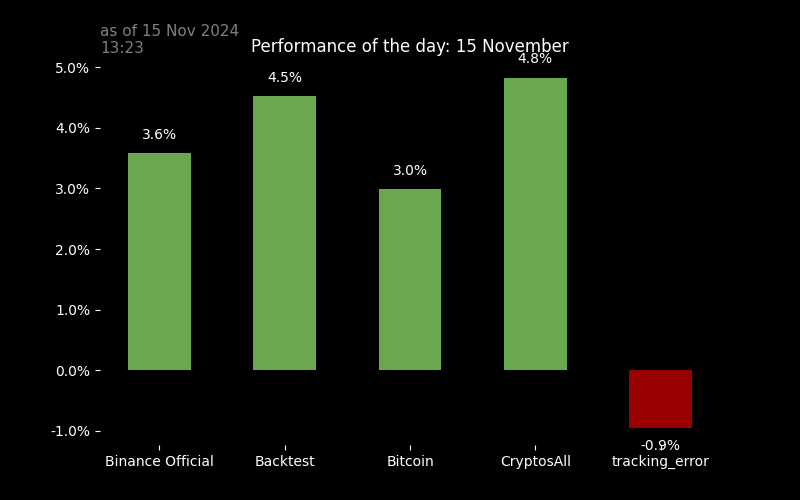 as of 15 Nov 2024
13:23
Performance of the day: 15 November
5.0%
4.0%
3.0%
2.0%
1.0%
0.0%
-1.0%
3.6%
4.5%
3.0%
4.8%
-0.9%
Binance Official
Backtest
Bitcoin
CryptosAll
tracking_error